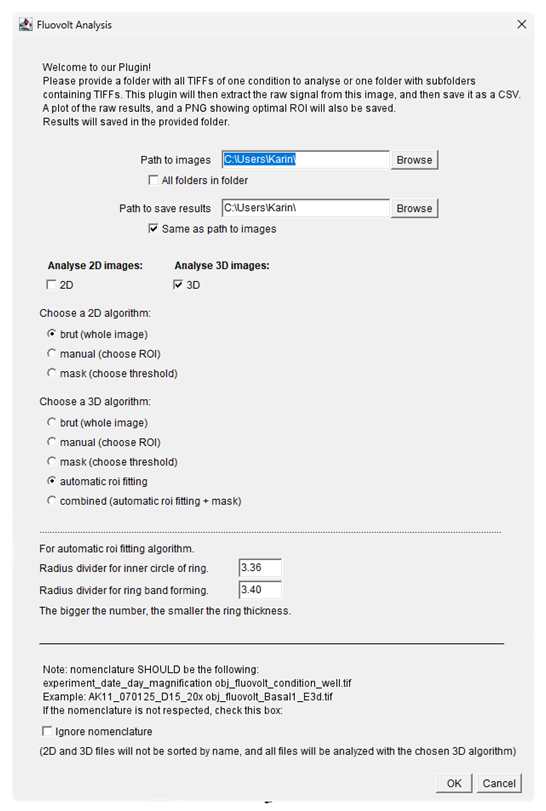 Fluovolt Analysis
Welcome to our Plugin!
Please provide a folder with all TIFFs of one condition to analyse or one folder with subfolders
containing TIFFs. This plugin will then extract the raw signal from this image, and then save it as a CSV.
A plot of the raw results, and a PNG showing optimal ROI will also be saved.
Results will saved in the provided folder.
Path to images C:\Users\Karin\ Browse
All folders in folder
Path to save results C:\Users\Karin\ Browse
Same as path to images
Analyse 2D images: Analyse 3D images:
2D 3D
Choose a 2D algorithm:
brut (whole image)
manual (choose ROI)
mask (choose threshold)
Choose a 3D algorithm:
brut (whole image)
manual (choose ROI)
mask (choose threshold)
automatic roi fitting
combined (automatic roi fitting + mask)
For automatic roi fitting algorithm.
Radius divider for inner circle of ring. 3.36
Radius divider for ring band forming. 3.40
The bigger the number, the smaller the ring thickness.
Note: nomenclature SHOULD be the following:
experiment_date_day_magnification obj_fluovolt_condition_well.tif
Example: AK11_070125_D15_20x obj_fluovolt_Basal1_E3d.tif
If the nomenclature is not respected, check this box:
Ignore nomenclature
(2D and 3D files will not be sorted by name, and all files will be analyzed with the chosen 3D algorithm)
OK Cancel